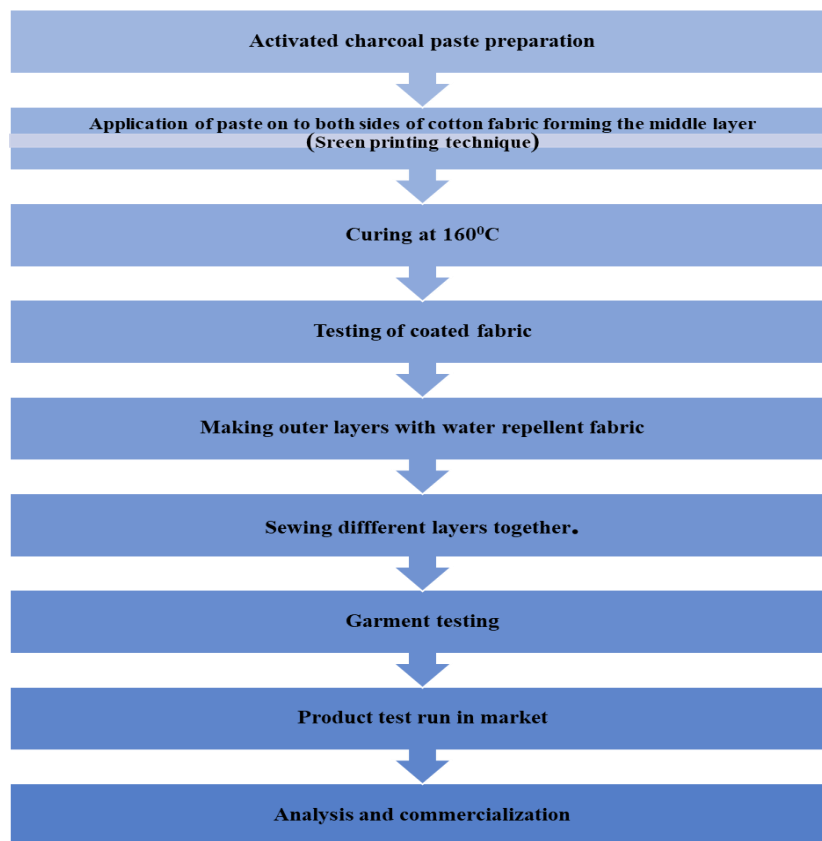 Activated charcoal paste preparation
Application of paste on to both sides of cotton fabric forming the middle layer
(Sreen printing technique)
Curing at 160⁰C
Testing of coated fabric
Making outer layers with water repellent fabric
Sewing diffferent layers together.
Garment testing
Product test run in market
Analysis and commercialization